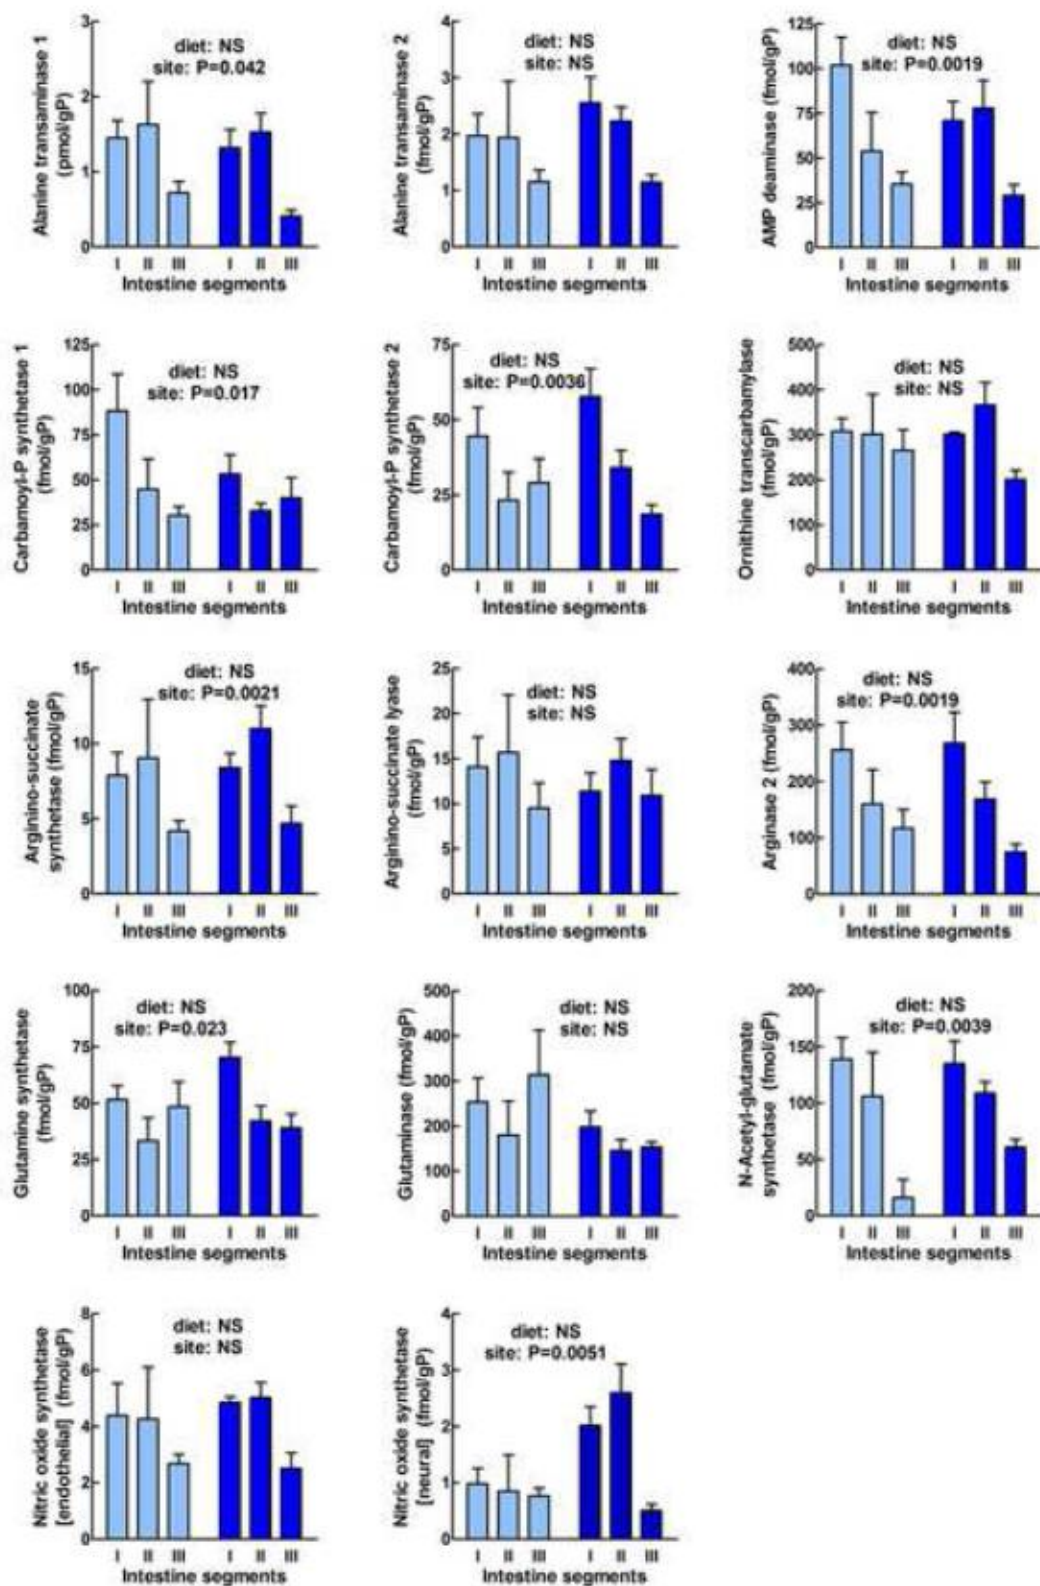 Alanine transaminase 1
(pmol/gP)
3
2
1
0
diet: NS
site: P=0.042
I II III I II III
Intestine segments
Alanine transaminase 2
(fmol/gP)
4
3
2
1
0
diet: NS
site: NS
I II III I II III
Intestine segments
AMP deaminase (fmol/gP)
125
100
75
50
25
0
diet: NS
site: P=0.0019
I II III I II III
Intestine segments
Carbamoyl-P synthetase 1
(fmol/gP)
125
100
75
50
25
0
diet: NS
site: P=0.017
I II III I II III
Intestine segments
Carbamoyl-P synthetase 2
(fmol/gP)
75
50
25
0
diet: NS
site: P=0.0036
I II III I II III
Intestine segments
Ornithine transcarbamylase
(fmol/gP)
500
400
300
200
100
0
diet: NS
site: NS
I II III I II III
Intestine segments
Arginino-succinate
synthetase (fmol/gP)
15
10
5
0
diet: NS
site: P=0.0021
I II III I II III
Intestine segments
Arginino-succinate lyase
(fmol/gP)
25
20
15
10
5
0
diet: NS
site: NS
I II III I II III
Intestine segments
Arginase 2 (fmol/gP)
400
300
200
100
0
diet: NS
site: P=0.0019
I II III I II III
Intestine segments
Glutamine synthetase
(fmol/gP)
100
75
50
25
0
diet: NS
site: P=0.023
I II III I II III
Intestine segments
Glutaminase (fmol/gP)
500
400
300
200
100
0
diet: NS
site: NS
I II III I II III
Intestine segments
N-Acetyl-glutamate
synthetase (fmol/gP)
200
150
100
50
0
diet: NS
site: P=0.0039
I II III I II III
Intestine segments
Nitric oxide synthetase
[endothelial] (fmol/gP)
8
6
4
2
0
diet: NS
site: NS
I II III I II III
Intestine segments
Nitric oxide synthetase
[neural] (fmol/gP)
4
3
2
1
0
diet: NS
site: P=0.0051
I II III I II III
Intestine segments